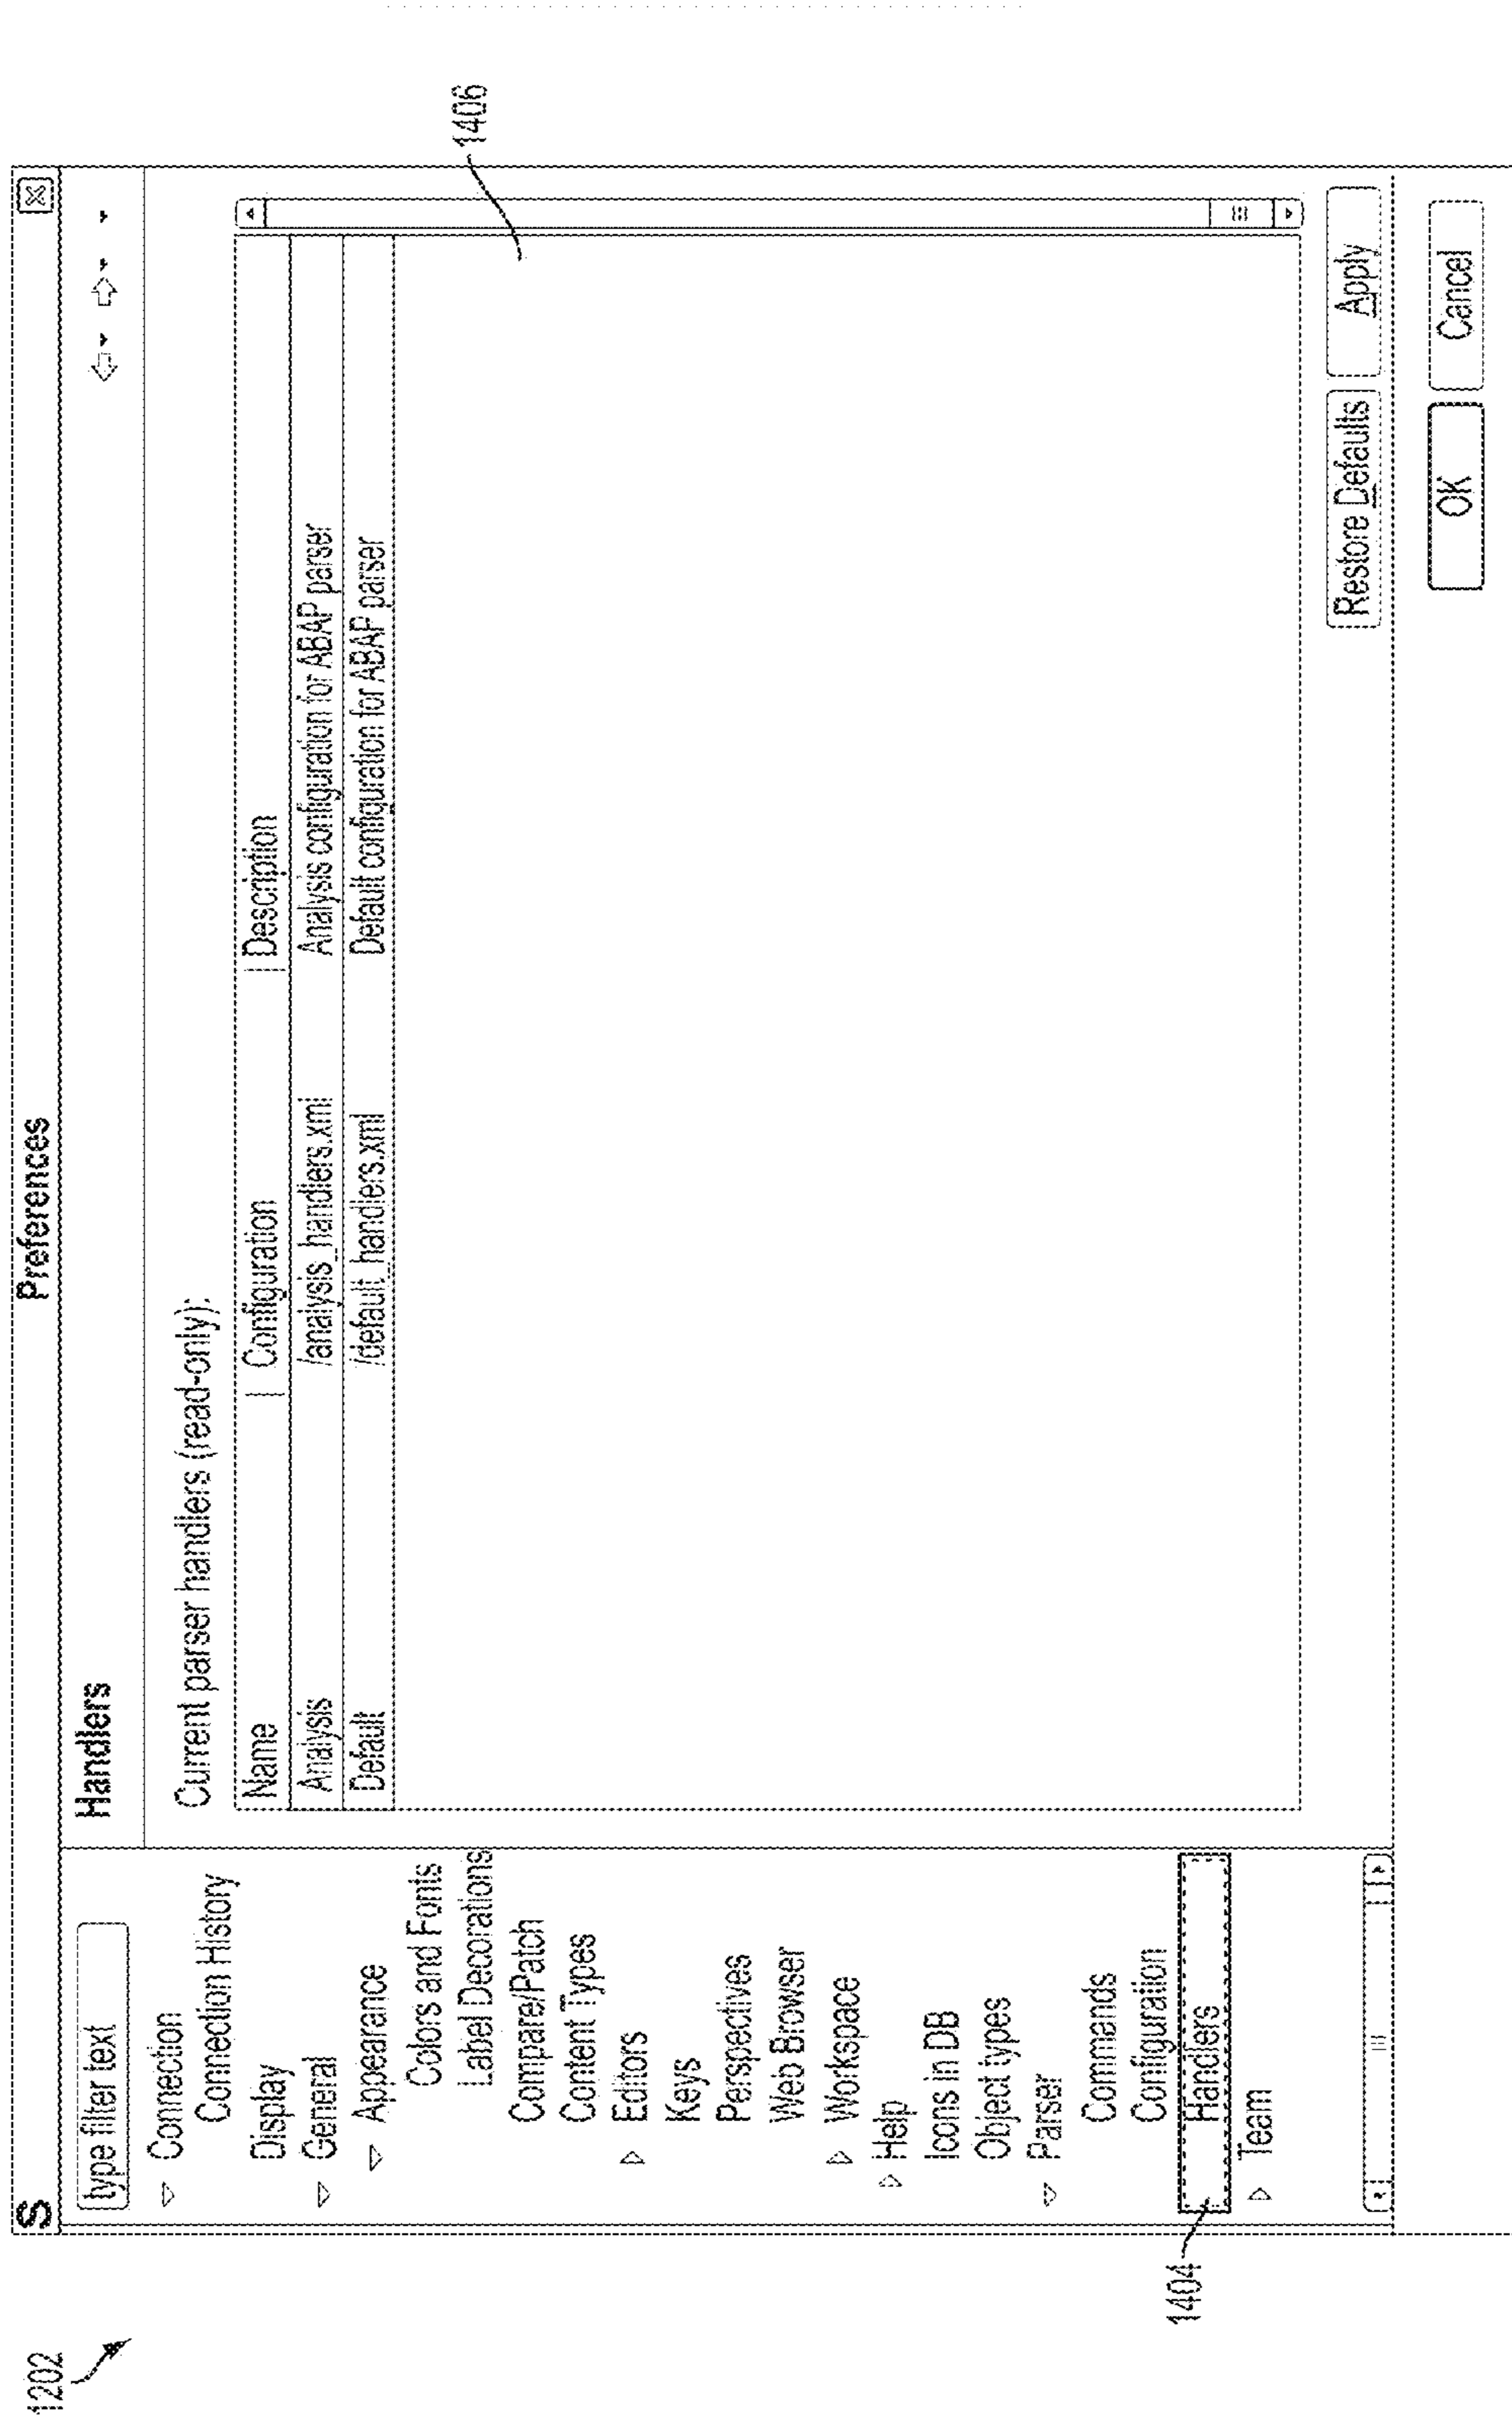 1202
S Preferences
type filter text
Connection
Connection History
Display
General
Appearance
Colors and Fonts
Label Decorations
Compare/Patch
Content Types
Editors
Keys
Perspectives
Web Browser
Workspace
Help
Icons in DB
Object types
Parser
Commands
Configuration
Handlers
Team
1404
Handlers
Current parser handlers (read-only):
Name Configuration Description
Analysis /analysis_handlers.xml Analysis configuration for ABAP parser
Default /default_handlers.xml Default configuration for ABAP parser
1406
Restore Defaults Apply
OK Cancel